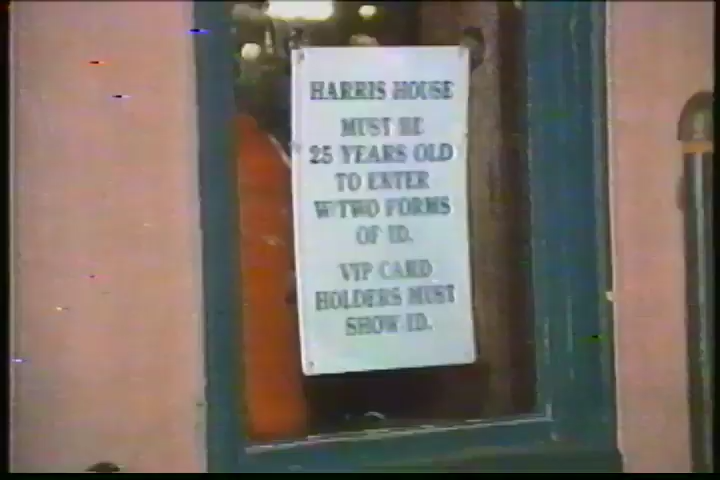 HARRIS HOUSE
MUST BE
25 YEARS OLD
TO ENTER
W/TWO FORMS
OF ID.
VIP CARD
HOLDERS MUST
SHOW ID.